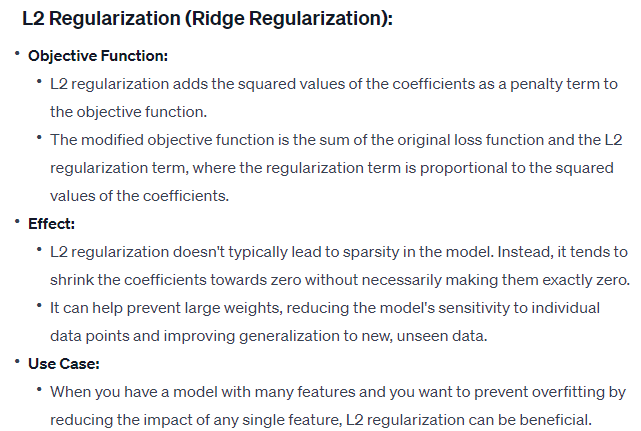 L2 Regularization (Ridge Regularization):
• Objective Function:
• L2 regularization adds the squared values of the coefficients as a penalty term to
the objective function.
• The modified objective function is the sum of the original loss function and the L2
regularization term, where the regularization term is proportional to the squared
values of the coefficients.
• Effect:
• L2 regularization doesn't typically lead to sparsity in the model. Instead, it tends to
shrink the coefficients towards zero without necessarily making them exactly zero.
• It can help prevent large weights, reducing the model's sensitivity to individual
data points and improving generalization to new, unseen data.
• Use Case:
• When you have a model with many features and you want to prevent overfitting by
reducing the impact of any single feature, L2 regularization can be beneficial.